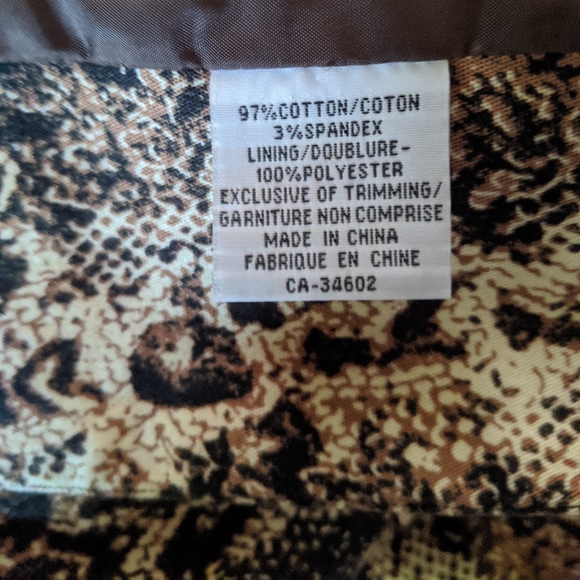 97%COTTON/COTON
3%SPANDEX
LINING/DOUBLURE-
100%POLYESTER
EXCLUSIVE OF TRIMMING/
GARNITURE NON COMPRISE
MADE IN CHINA
FABRIQUE EN CHINE
CA-34602